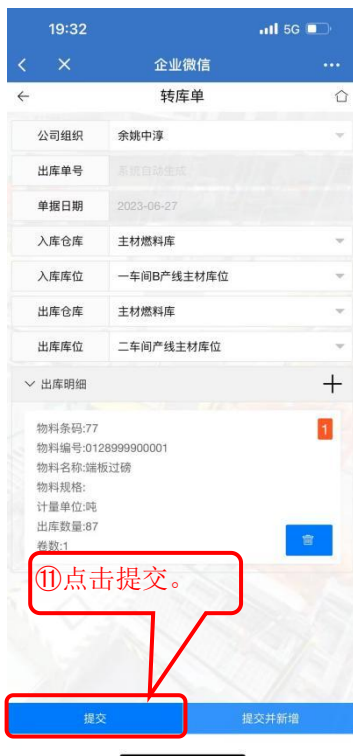 19:32 5G
企业微信
转库单
公司组织 余姚中淳
出库单号 系统自动生成
单据日期 2023-06-27
入库仓库 主材燃料库
入库库位 一车间B产线主材库位
出库仓库 主材燃料库
出库库位 二车间产线主材库位
出库明细
物料条码:77 1
物料编号:0128999900001
物料名称:端板过磅
物料规格:
计量单位:吨
出库数量:87
卷数:1
⑪点击提交。
提交 提交并新增